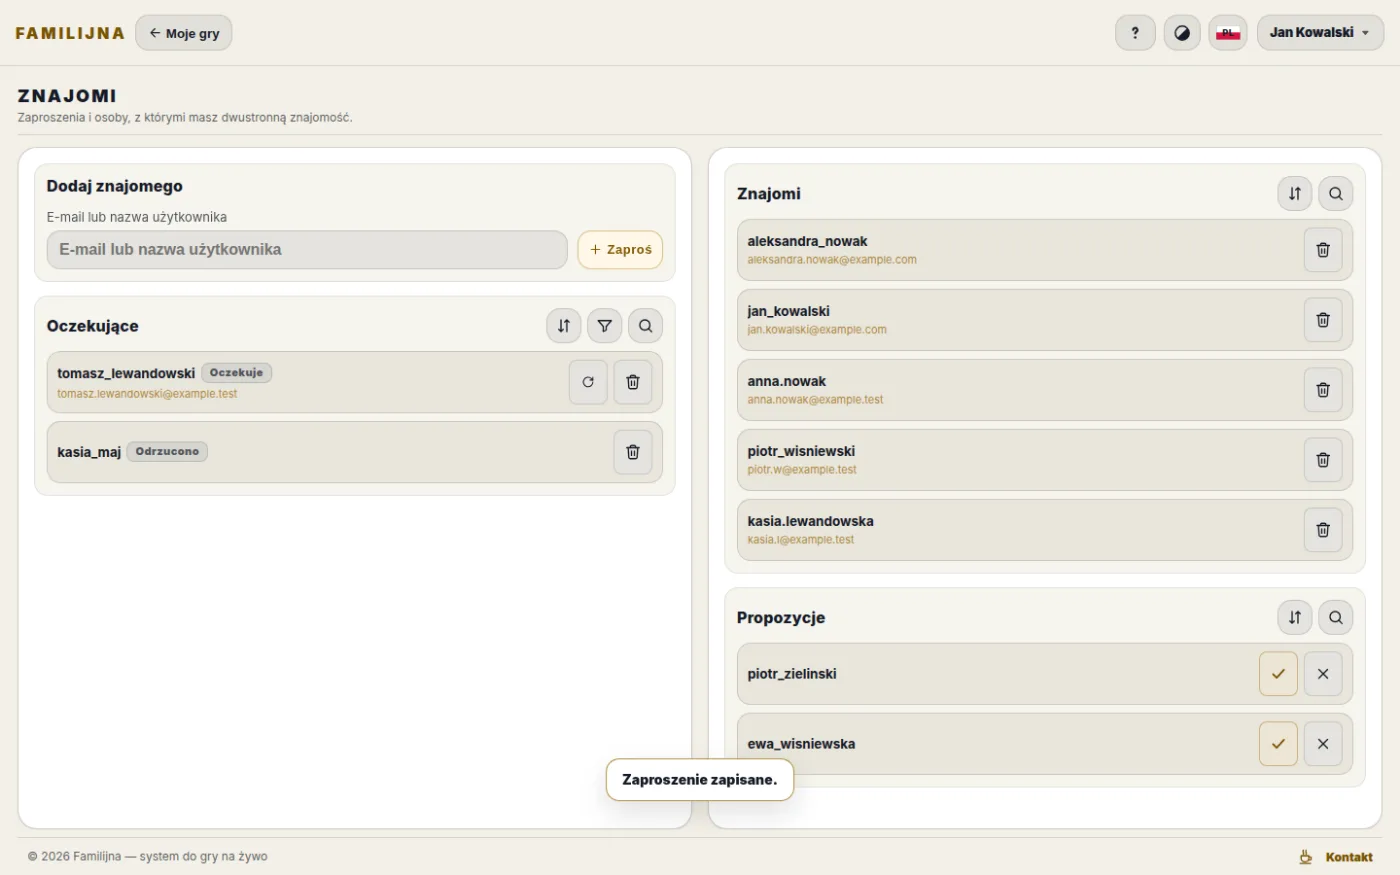 FAMILIJNA
← Moje gry
?
PL
Jan Kowalski
ZNAJOMI
Zaproszenia i osoby, z którymi masz dwustronną znajomość.
Dodaj znajomego
E-mail lub nazwa użytkownika
E-mail lub nazwa użytkownika
+ Zaproś
Oczekujące
tomasz_lewandowski Oczekuje
tomasz.lewandowski@example.test
kasia_maj Odrzucono
Znajomi
aleksandra_nowak
aleksandra.nowak@example.com
jan_kowalski
jan.kowalski@example.com
anna.nowak
anna.nowak@example.test
piotr_wisniewski
piotr.w@example.test
kasia.lewandowska
kasia.l@example.test
Propozycje
piotr_zielinski
ewa_wisniewska
Zaproszenie zapisane.
© 2026 Familijna — system do gry na żywo
Kontakt